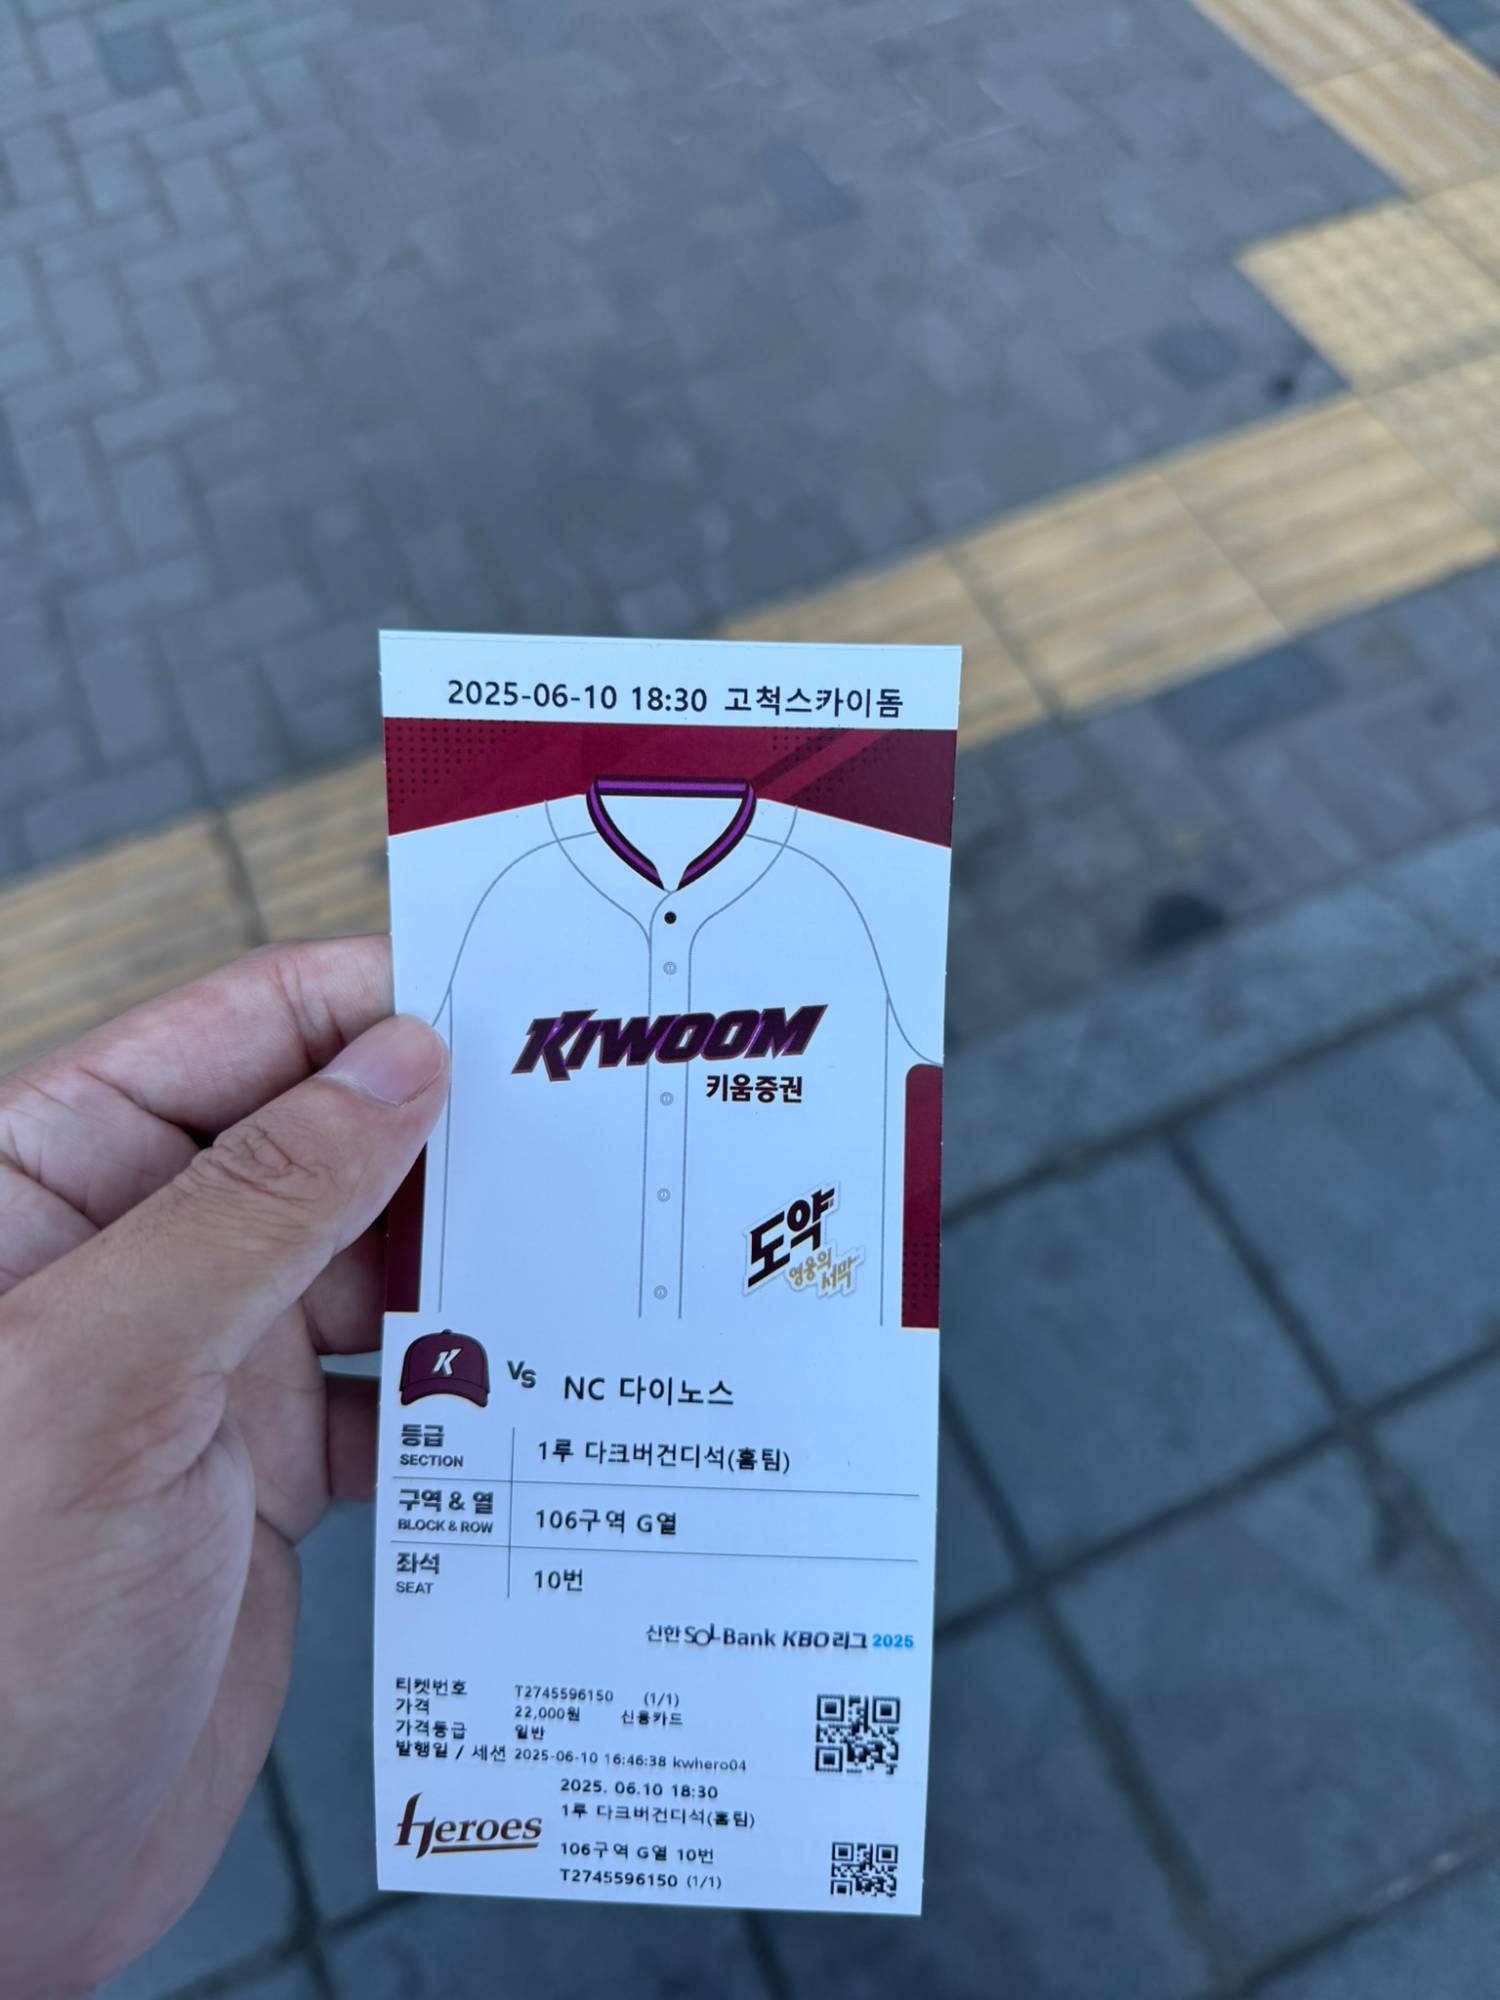 2025-06-10 18:30 고척스카이돔
KIWOOM
키움증권
도약
영웅의
서막
K vs NC 다이노스
등급 1루 다크버건디석(홈팀)
SECTION
구역 & 열 106구역 G열
BLOCK & ROW
좌석 10번
SEAT
신한 SOL Bank KBO 리그 2025
티켓번호 T2745596150 (1/1)
가격 22,000원 신용카드
가격등급 일반
발행일 / 세션 2025-06-10 16:46:38 kwhero04
2025. 06.10 18:30
Heroes 1루 다크버건디석(홈팀)
106구역 G열 10번
T2745596150 (1/1)